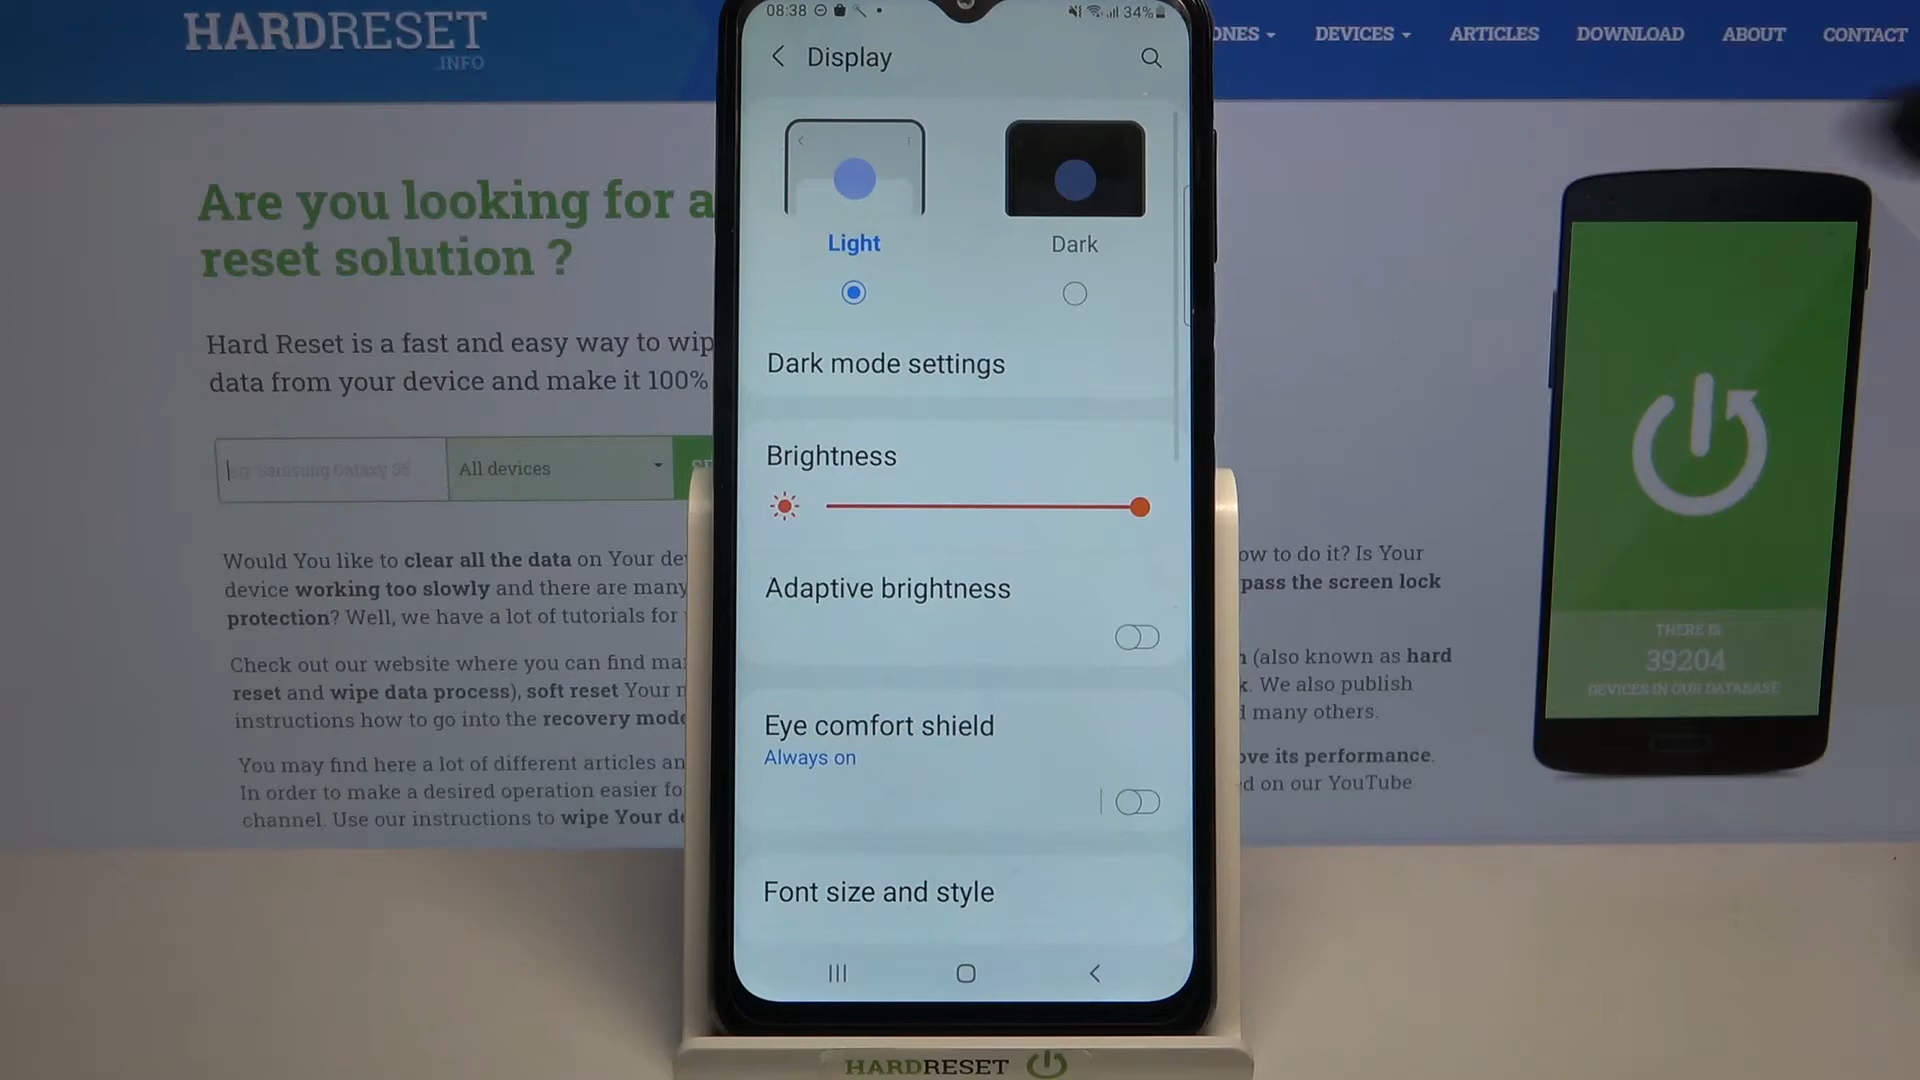 HARDRESET
.INFO
DEVICES
ARTICLES
DOWNLOAD
ABOUT
CONTACT
08:38
34%
Display
Light
Dark
Dark mode settings
Brightness
Adaptive brightness
Eye comfort shield
Always on
Font size and style
Are you looking for a
reset solution ?
Hard Reset is a fast and easy way to wip
data from your device and make it 100%
e.g. Samsung Galaxy S5
All devices
Would You like to clear all the data on Your de
device working too slowly and there are many
protection? Well, we have a lot of tutorials for
Check out our website where you can find ma
reset and wipe data process), soft reset Your
instructions how to go into the recovery mode
You may find here a lot of different articles an
In order to make a desired operation easier fo
channel. Use our instructions to wipe Your de
how to do it? Is Your
pass the screen lock
(also known as hard
We also publish
many others.
its performance.
on our YouTube
THERE IS
39204
DEVICES IN OUR DATABASE
HARDRESET